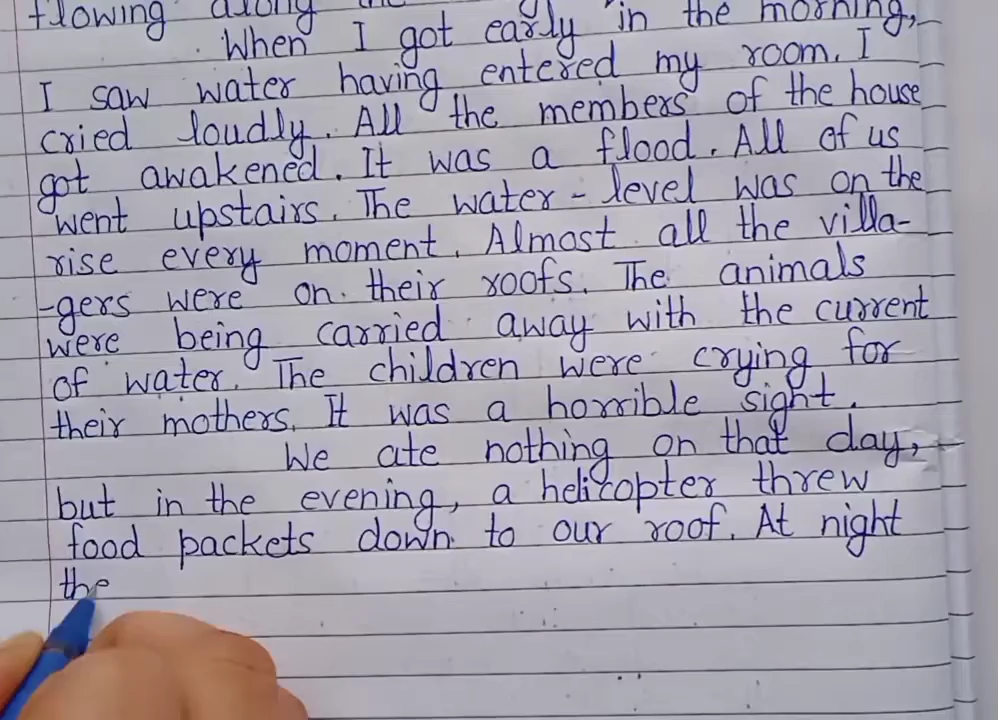 flowing along the
When I got early in the morning,
I saw water having entered my room. I
cried loudly. All the members of the house
got awakened. It was a flood. All of us
went upstairs. The water-level was on the
rise every moment. Almost all the villa-
-gers were on their roofs. The animals
were being carried away with the current
of water. The children were crying for
their mothers. It was a horrible sight.
We ate nothing on that day,
but in the evening, a helicopter threw
food packets down to our roof. At night
the